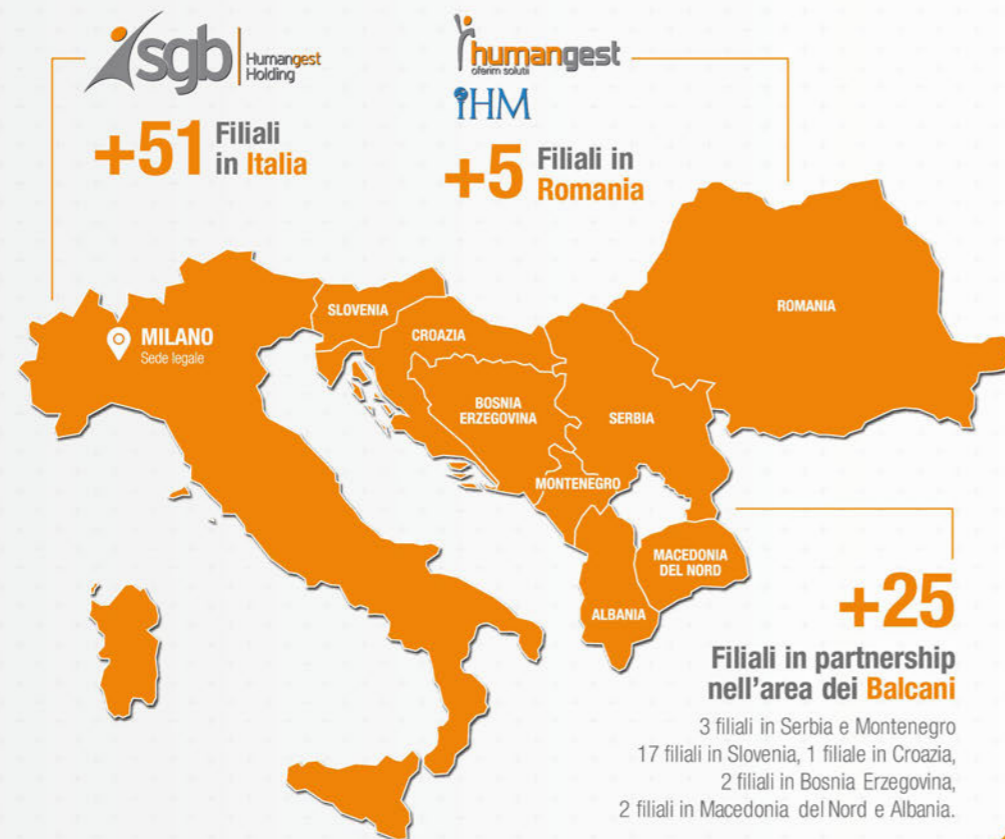 sgb
Humangest
Holding
+51
Filiali
in Italia
humangest
oferim solutii
IHM
+5
Filiali in
Romania
MILANO
Sede legale
SLOVENIA
CROAZIA
BOSNIA
ERZEGOVINA
SERBIA
ROMANIA
MONTENEGRO
MACEDONIA
DEL NORD
ALBANIA
+25
Filiali in partnership
nell'area dei Balcani
3 filiali in Serbia e Montenegro
17 filiali in Slovenia, 1 filiale in Croazia,
2 filiali in Bosnia Erzegovina,
2 filiali in Macedonia del Nord e Albania.